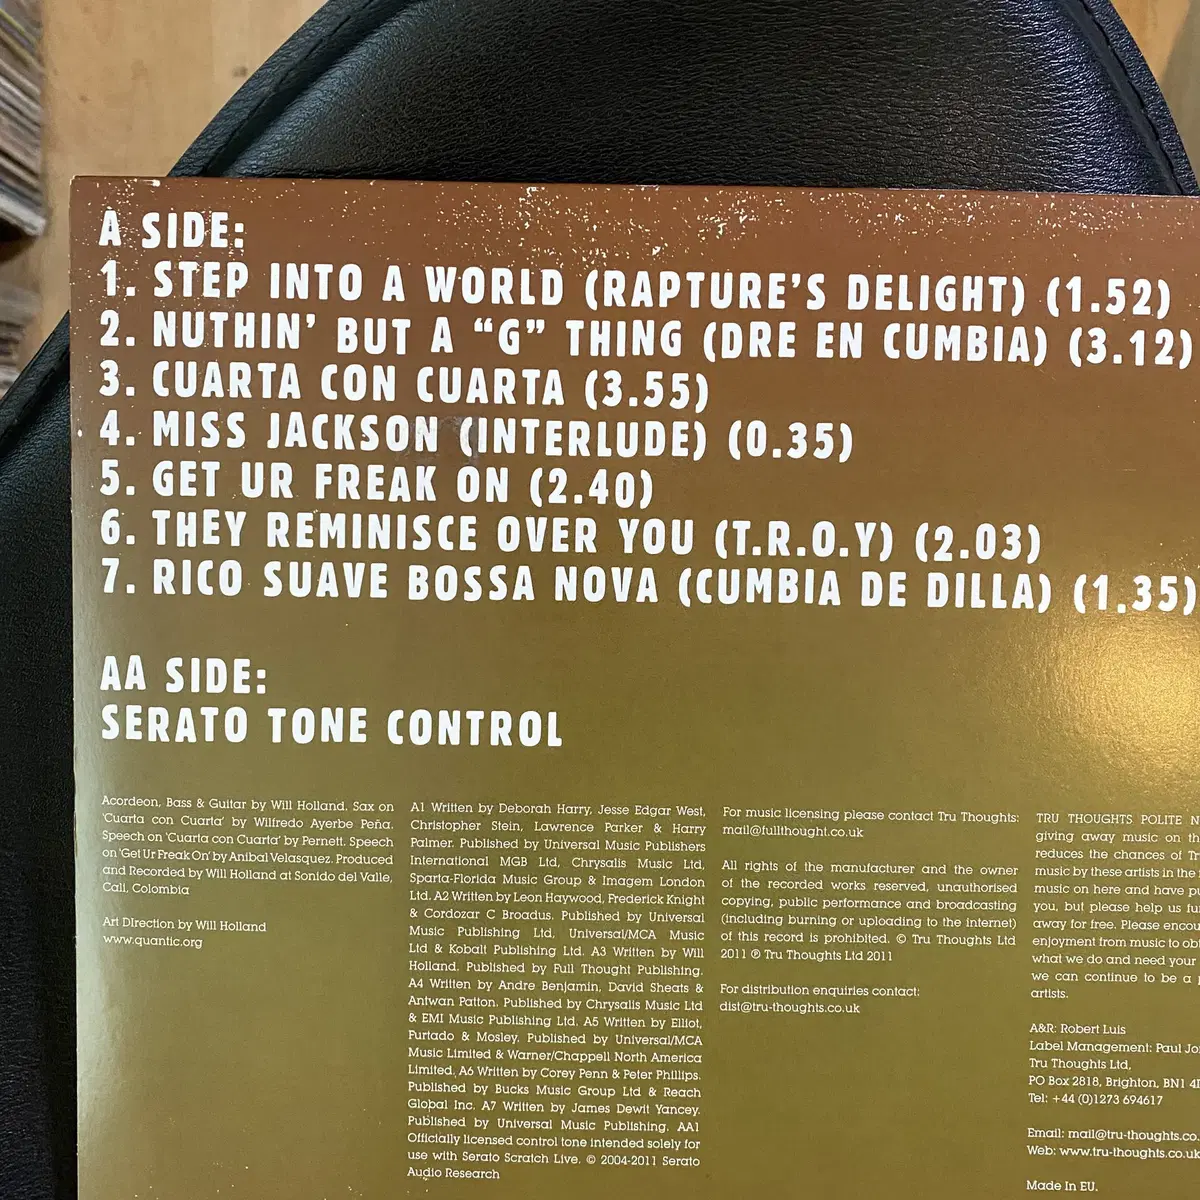 A SIDE:
1. STEP INTO A WORLD (RAPTURE'S DELIGHT) (1.52)
2. NUTHIN' BUT A “G” THING (DRE EN CUMBIA) (3.12)
3. CUARTA CON CUARTA (3.55)
4. MISS JACKSON (INTERLUDE) (0.35)
5. GET UR FREAK ON (2.40)
6. THEY REMINISCE OVER YOU (T.R.O.Y) (2.03)
7. RICO SUAVE BOSSA NOVA (CUMBIA DE DILLA) (1.35)
AA SIDE:
SERATO TONE CONTROL
Acordeon, Bass & Guitar by Will Holland. Sax on
'Cuarta con Cuarta' by Wilfredo Ayerbe Peña.
Speech on 'Cuarta con Cuarta' by Pernett. Speech
on 'Get Ur Freak On' by Anibal Velasquez. Produced
and Recorded by Will Holland at Sonido del Valle,
Cali, Colombia
Art Direction by Will Holland
www.quantic.org
A1 Written by Deborah Harry, Jesse Edgar West,
Christopher Stein, Lawrence Parker & Harry
Palmer. Published by Universal Music Publishers
International MGB Ltd, Chrysalis Music Ltd,
Sparta-Florida Music Group & Imagem London
Ltd. A2 Written by Leon Haywood, Frederick Knight
& Cordozar C Broadus. Published by Universal
Music Publishing Ltd, Universal/MCA Music
Ltd & Kobalt Publishing Ltd. A3 Written by Will
Holland. Published by Full Thought Publishing.
A4 Written by Andre Benjamin, David Sheats &
Antwan Patton. Published by Chrysalis Music Ltd
& EMI Music Publishing Ltd. A5 Written by Elliot,
Furtado & Mosley. Published by Universal/MCA
Music Limited & Warner/Chappell North America
Limited. A6 Written by Corey Penn & Peter Phillips.
Published by Bucks Music Group Ltd & Reach
Global Inc. A7 Written by James Dewit Yancey.
Published by Universal Music Publishing. AA1
Officially licensed control tone intended solely for
use with Serato Scratch Live. © 2004-2011 Serato
Audio Research
For music licensing please contact Tru Thoughts:
mail@fullthought.co.uk
All rights of the manufacturer and the owner
of the recorded works reserved, unauthorised
copying, public performance and broadcasting
(including burning or uploading to the internet)
of this record is prohibited. © Tru Thoughts Ltd
2011 ℗ Tru Thoughts Ltd 2011
For distribution enquiries contact:
dist@tru-thoughts.co.uk
TRU THOUGHTS POLITE N
giving away music on th
reduces the chances of Tr
music by these artists in the
music on here and have pu
you, but please help us fu
away for free. Please encou
enjoyment from music to ob
what we do and need your
we can continue to be a
artists.
A&R: Robert Luis
Label Management: Paul Jo
Tru Thoughts Ltd,
PO Box 2818, Brighton, BN1 4
Tel: +44 (0)1273 694617
Email: mail@tru-thoughts.co.
Web: www.tru-thoughts.co.uk
Made In EU.